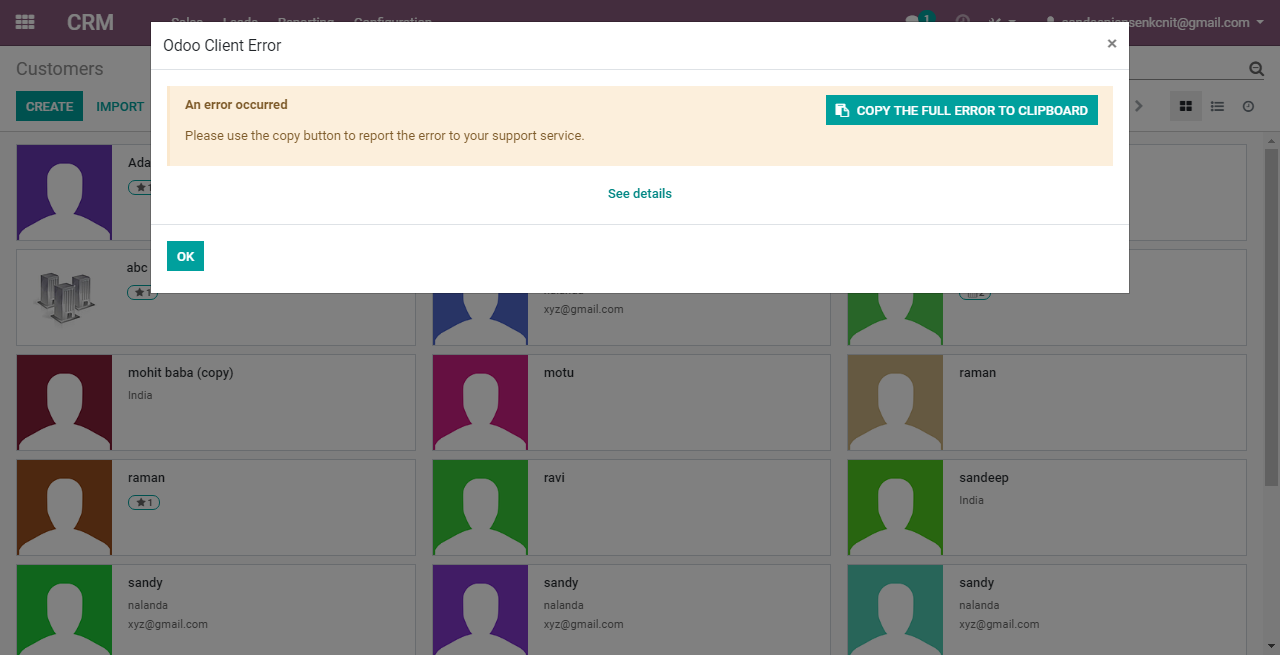 CRM Sales Leads Reporting Configuration 1
senkcnit@gmail.com
Odoo Client Error ×
Customers
CREATE IMPORT
An error occurred
COPY THE FULL ERROR TO CLIPBOARD
Please use the copy button to report the error to your support service.
See details
OK
Ada
1
abc
1
xyz@gmail.com
2
mohit baba (copy)
India
motu
raman
raman
1
ravi
sandeep
India
sandy
nalanda
xyz@gmail.com
sandy
nalanda
xyz@gmail.com
sandy
nalanda
xyz@gmail.com